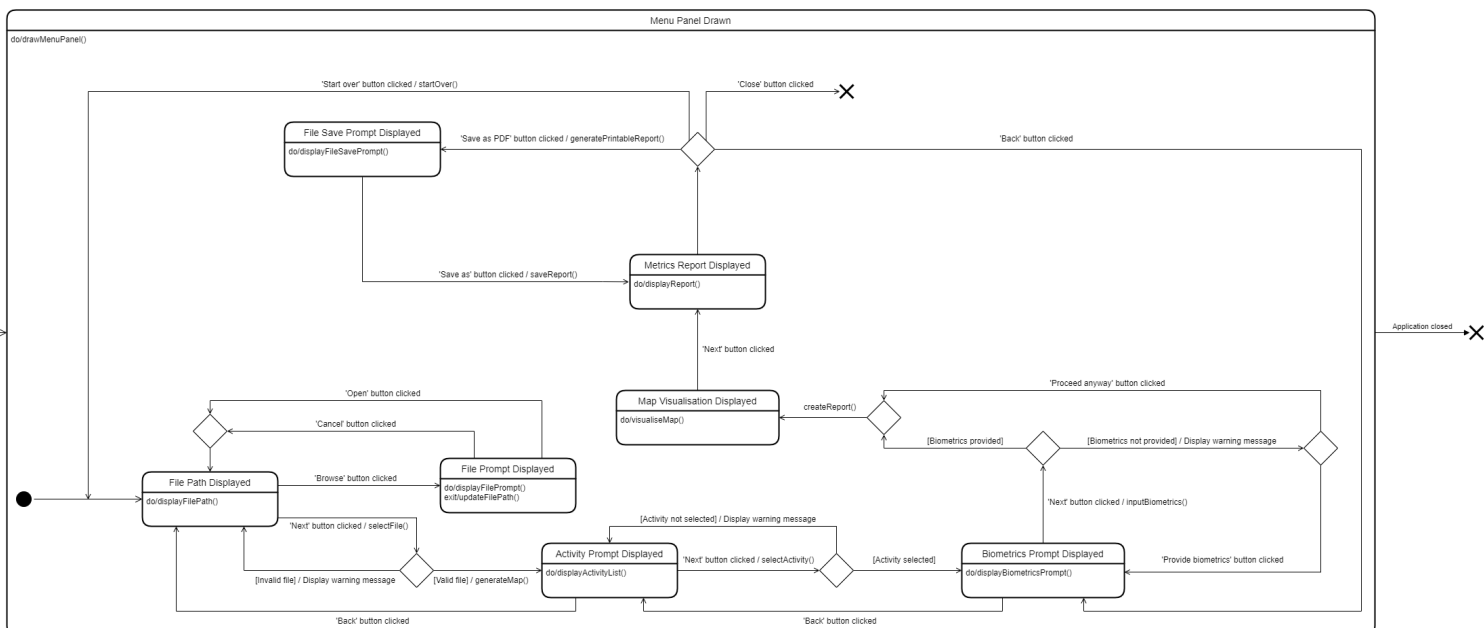 Menu Panel Drawn
do/drawMenuPanel()
'Start over' button clicked / startOver()
'Close' button clicked
File Save Prompt Displayed
do/displayFileSavePrompt()
'Save as PDF' button clicked / generatePrintableReport()
'Back' button clicked
Metrics Report Displayed
do/displayReport()
'Save as' button clicked / saveReport()
Application closed
'Next' button clicked
'Open' button clicked
'Cancel' button clicked
Map Visualisation Displayed
do/visualiseMap()
createReport()
'Proceed anyway' button clicked
[Biometrics provided]
[Biometrics not provided] / Display warning message
File Path Displayed
do/displayFilePath()
'Browse' button clicked
File Prompt Displayed
do/displayFilePrompt()
exit/updateFilePath()
'Next' button clicked / inputBiometrics()
'Next' button clicked / selectFile()
[Activity not selected] / Display warning message
Activity Prompt Displayed
do/displayActivityList()
'Next' button clicked / selectActivity()
[Activity selected]
Biometrics Prompt Displayed
do/displayBiometricsPrompt()
'Provide biometrics' button clicked
[Invalid file] / Display warning message
[Valid file] / generateMap()
'Back' button clicked
'Back' button clicked